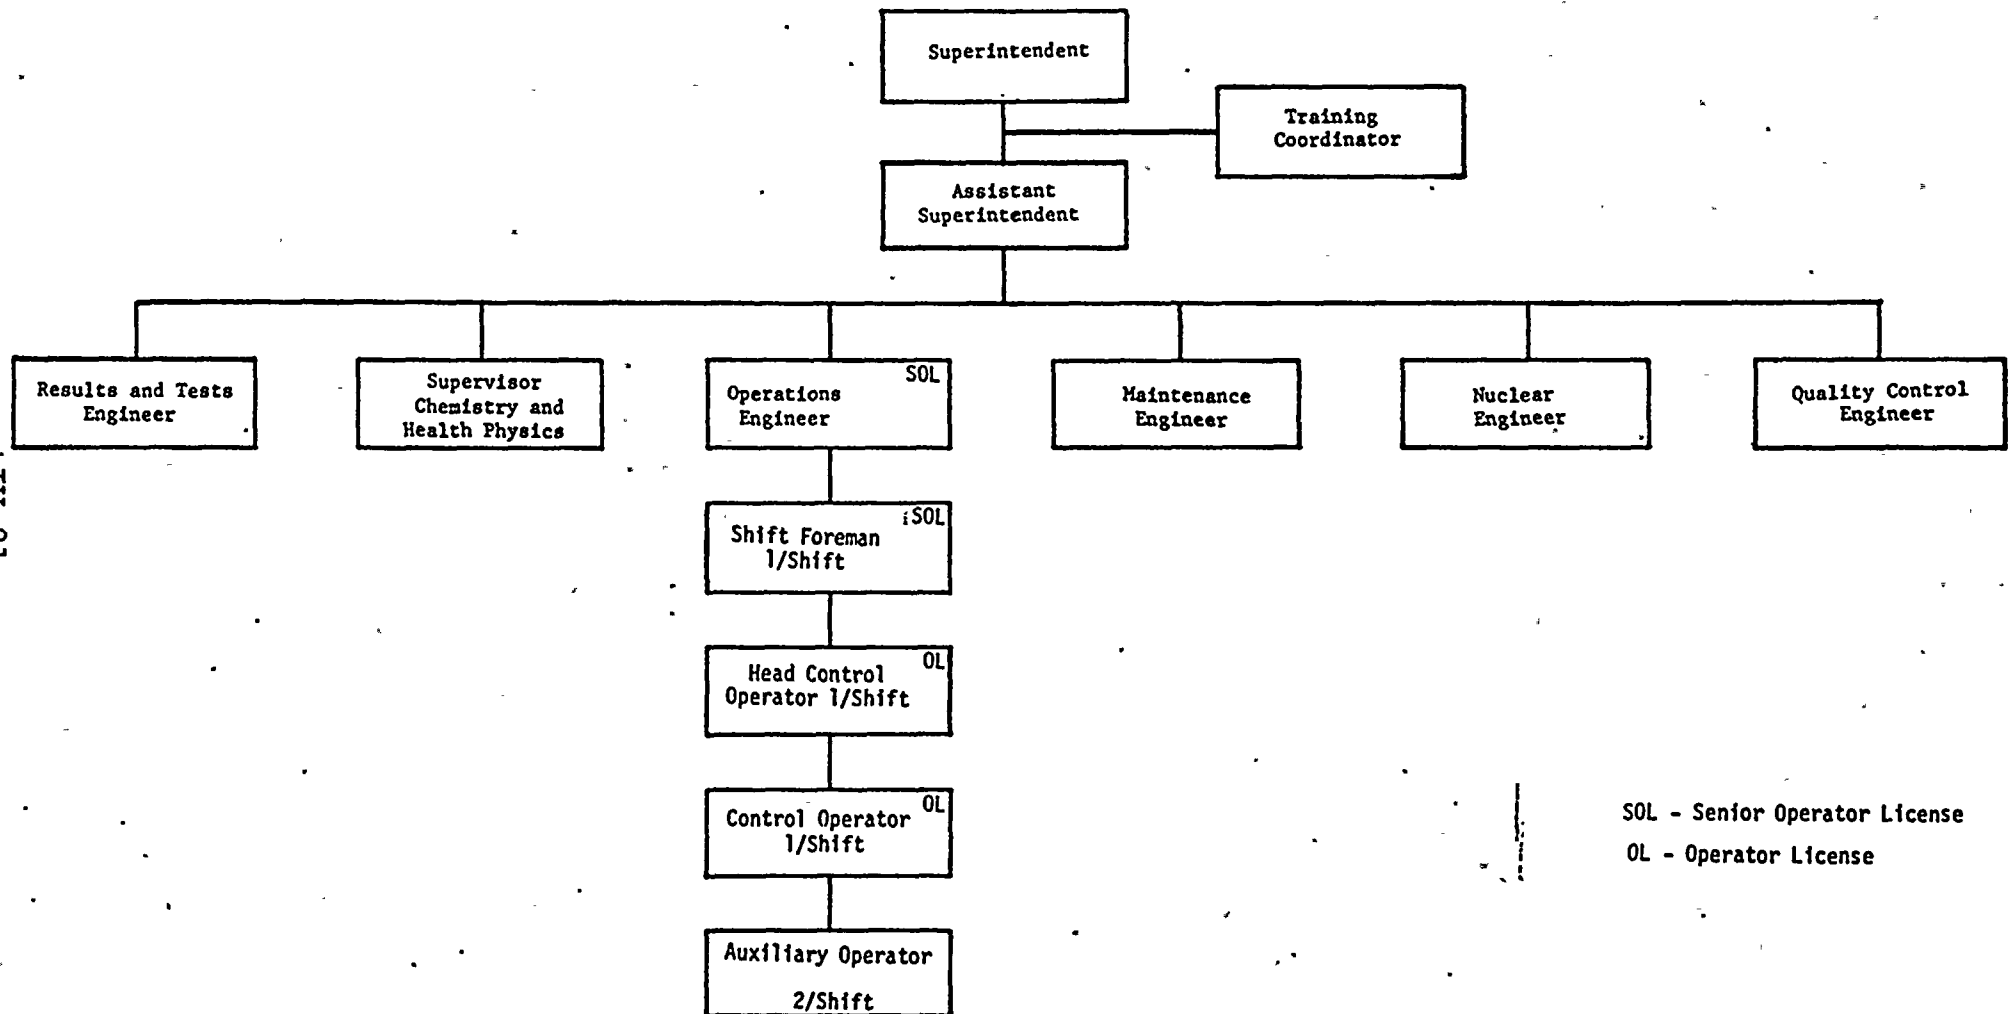 Superintendent
Training
Coordinator
Assistant
Superintendent
Results and Tests
Engineer
Supervisor
Chemistry and
Health Physics
SOL
Operations
Engineer
Maintenance
Engineer
Nuclear
Engineer
Quality Control
Engineer
SOL
Shift Foreman
1/Shift
OL
Head Control
Operator 1/Shift
OL
Control Operator
1/Shift
Auxiliary Operator
2/Shift
SOL - Senior Operator License
OL - Operator License